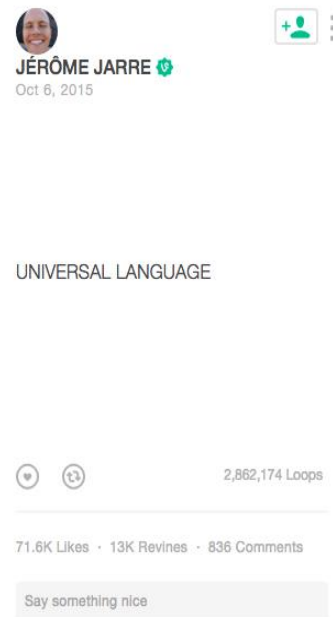 JÉRÔME JARRE
Oct 6, 2015
UNIVERSAL LANGUAGE
2,862,174 Loops
71.6K Likes · 13K Revines · 836 Comments
Say something nice